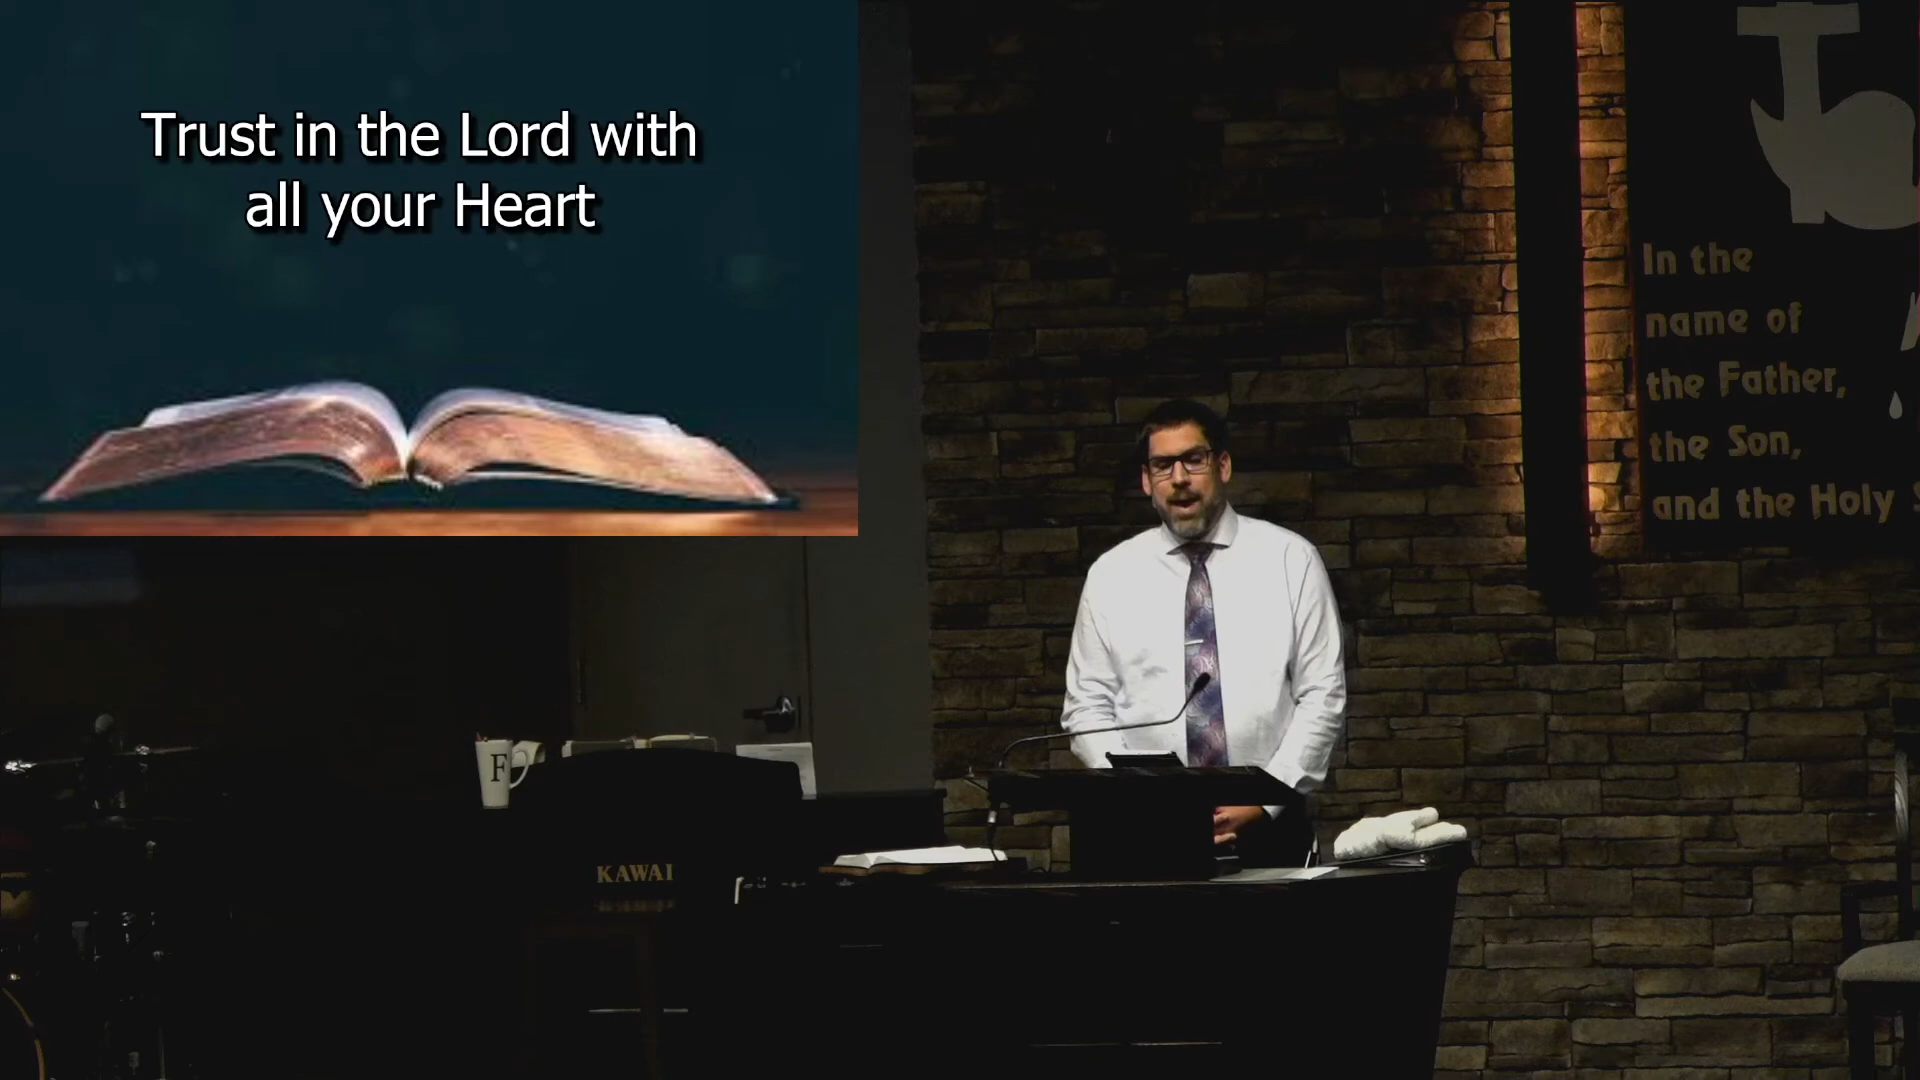 Trust in the Lord with
all your Heart
In the
name of
the Father,
the Son,
and the Holy
F
KAWAI